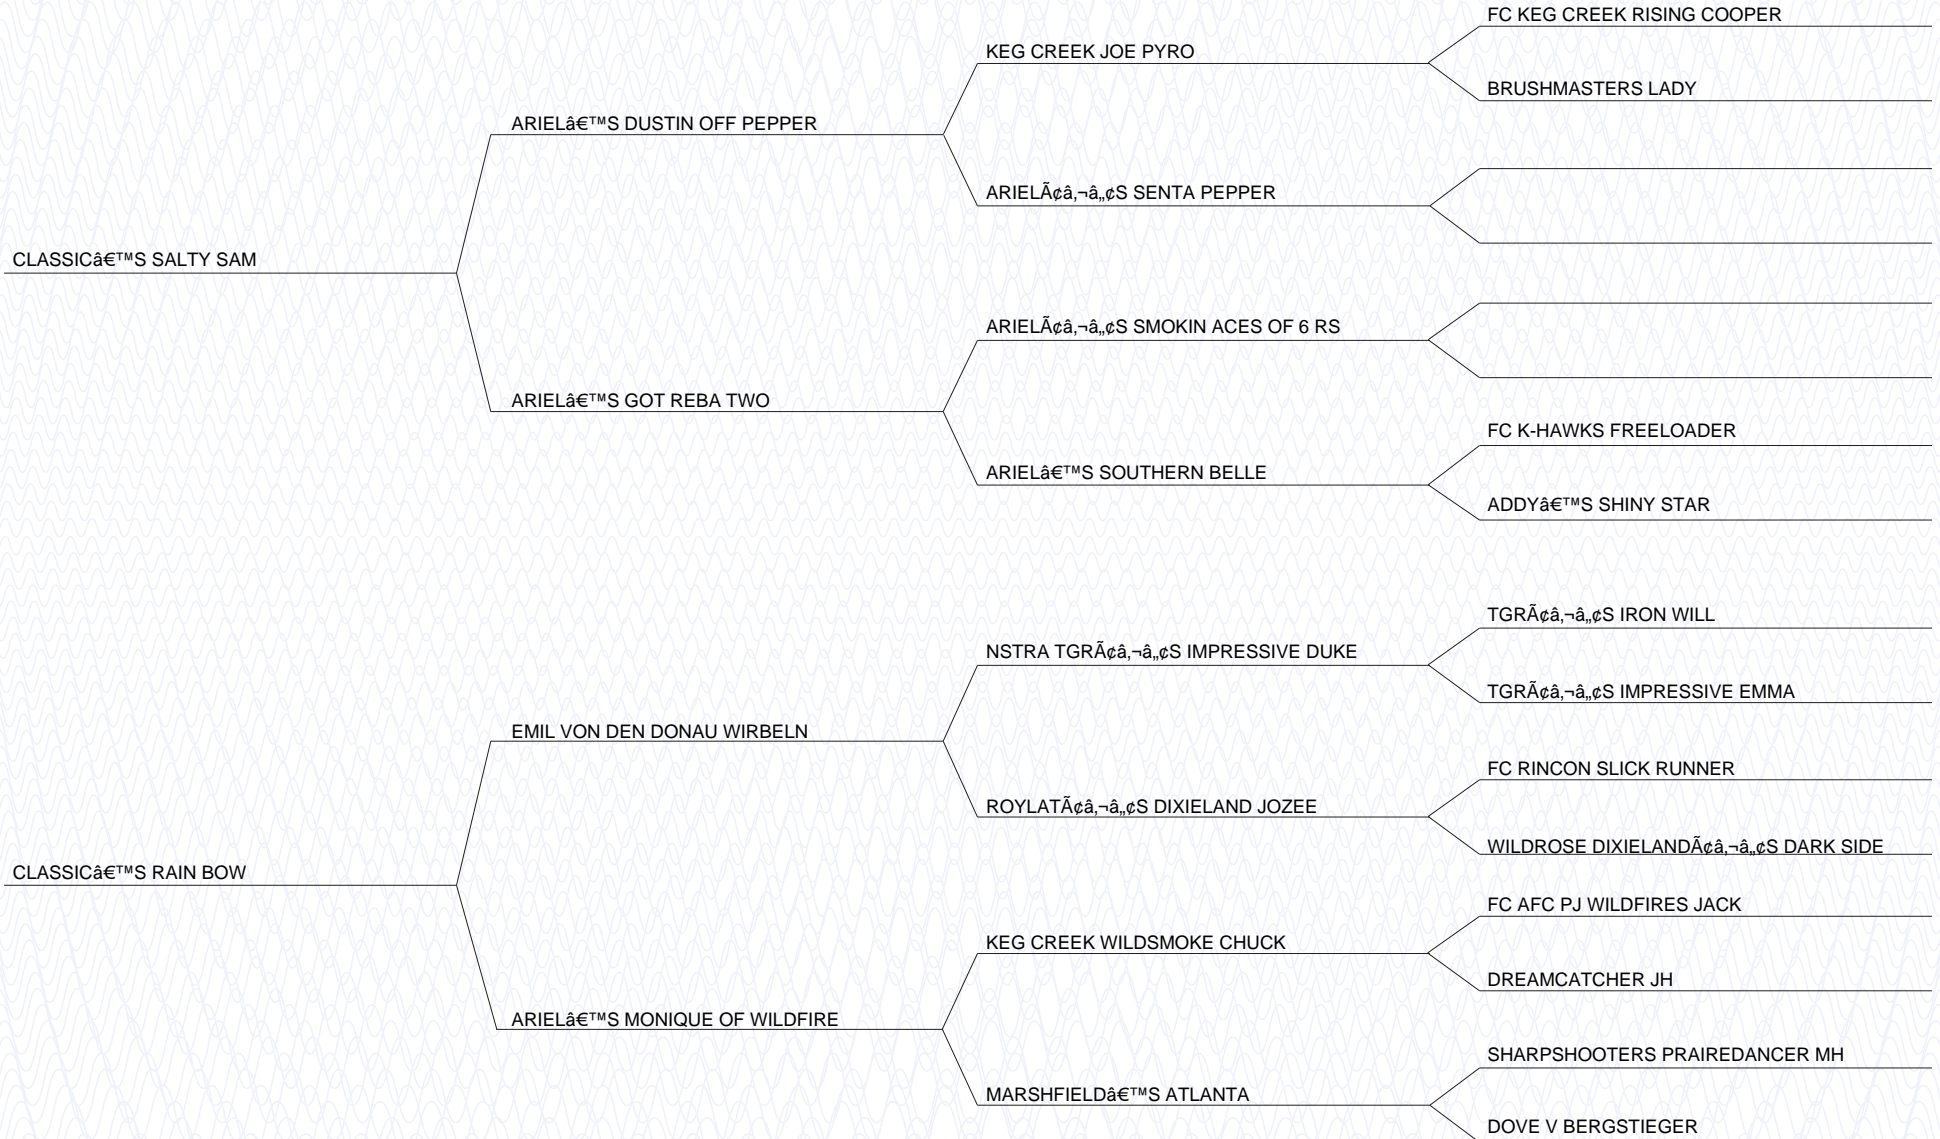 FC KEG CREEK RISING COOPER
KEG CREEK JOE PYRO
BRUSHMASTERS LADY
ARIELâ€™S DUSTIN OFF PEPPER
ARIELÃ¢â‚¬â„¢S SENTA PEPPER
CLASSICâ€™S SALTY SAM
ARIELÃ¢â‚¬â„¢S SMOKIN ACES OF 6 RS
ARIELâ€™S GOT REBA TWO
FC K-HAWKS FREELOADER
ARIELâ€™S SOUTHERN BELLE
ADDYâ€™S SHINY STAR
TGRÃ¢â‚¬â„¢S IRON WILL
NSTRA TGRÃ¢â‚¬â„¢S IMPRESSIVE DUKE
TGRÃ¢â‚¬â„¢S IMPRESSIVE EMMA
EMIL VON DEN DONAU WIRBELN
FC RINCON SLICK RUNNER
ROYLATÃ¢â‚¬â„¢S DIXIELAND JOZEE
WILDROSE DIXIELANDÃ¢â‚¬â„¢S DARK SIDE
CLASSICâ€™S RAIN BOW
FC AFC PJ WILDFIRES JACK
KEG CREEK WILDSMOKE CHUCK
DREAMCATCHER JH
ARIELâ€™S MONIQUE OF WILDFIRE
SHARPSHOOTERS PRAIREDANCER MH
MARSHFIELDâ€™S ATLANTA
DOVE V BERGSTIEGER